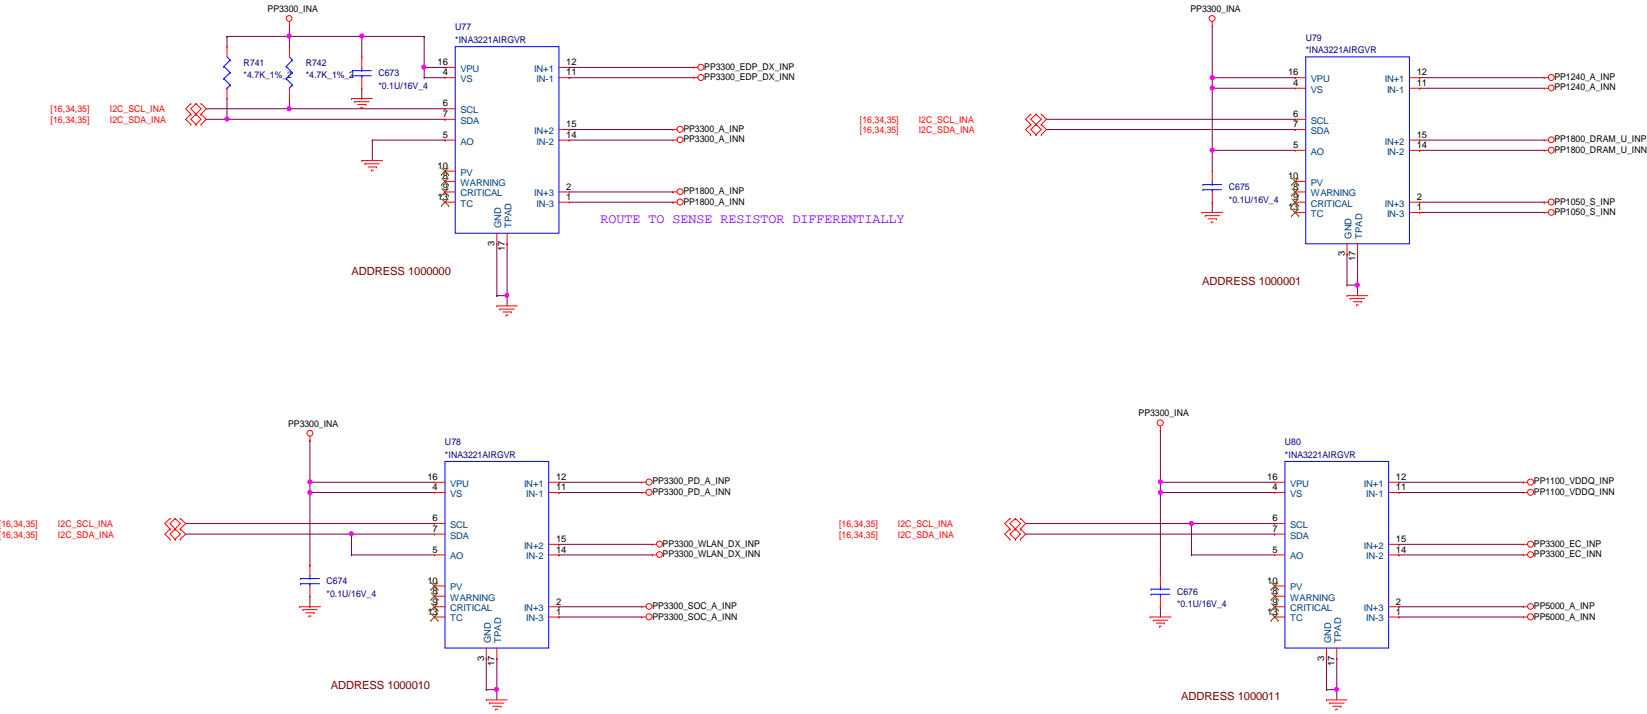 PP3300_INA
U77
*INA3221AIRGVR
R741
*4.7K_1%_2
R742
*4.7K_1%_2
C673
*0.1U/16V_4
[16,34,35] I2C_SCL_INA
[16,34,35] I2C_SDA_INA
16 VPU
4 VS
6 SCL
7 SDA
5 AO
10 PV
8 WARNING
9 CRITICAL
13 TC
IN+1 12 PP3300_EDP_DX_INP
IN-1 11 PP3300_EDP_DX_INN
IN+2 15 PP3300_A_INP
IN-2 14 PP3300_A_INN
IN+3 2 PP1800_A_INP
IN-3 1 PP1800_A_INN
GND 3
TPAD 17
ROUTE TO SENSE RESISTOR DIFFERENTIALLY
ADDRESS 1000000
PP3300_INA
U79
*INA3221AIRGVR
[16,34,35] I2C_SCL_INA
[16,34,35] I2C_SDA_INA
C675
*0.1U/16V_4
16 VPU
4 VS
6 SCL
7 SDA
5 AO
10 PV
8 WARNING
9 CRITICAL
13 TC
IN+1 12 PP1240_A_INP
IN-1 11 PP1240_A_INN
IN+2 15 PP1800_DRAM_U_INP
IN-2 14 PP1800_DRAM_U_INN
IN+3 2 PP1050_S_INP
IN-3 1 PP1050_S_INN
GND 3
TPAD 17
ADDRESS 1000001
PP3300_INA
U78
*INA3221AIRGVR
[16,34,35] I2C_SCL_INA
[16,34,35] I2C_SDA_INA
C674
*0.1U/16V_4
16 VPU
4 VS
6 SCL
7 SDA
5 AO
10 PV
8 WARNING
9 CRITICAL
13 TC
IN+1 12 PP3300_PD_A_INP
IN-1 11 PP3300_PD_A_INN
IN+2 15 PP3300_WLAN_DX_INP
IN-2 14 PP3300_WLAN_DX_INN
IN+3 2 PP3300_SOC_A_INP
IN-3 1 PP3300_SOC_A_INN
GND 3
TPAD 17
ADDRESS 1000010
PP3300_INA
U80
*INA3221AIRGVR
[16,34,35] I2C_SCL_INA
[16,34,35] I2C_SDA_INA
C676
*0.1U/16V_4
16 VPU
4 VS
6 SCL
7 SDA
5 AO
10 PV
8 WARNING
9 CRITICAL
13 TC
IN+1 12 PP1100_VDDQ_INP
IN-1 11 PP1100_VDDQ_INN
IN+2 15 PP3300_EC_INP
IN-2 14 PP3300_EC_INN
IN+3 2 PP5000_A_INP
IN-3 1 PP5000_A_INN
GND 3
TPAD 17
ADDRESS 1000011